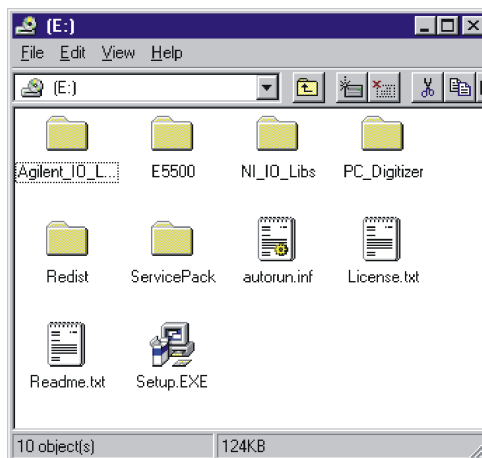 (E:)
File Edit View Help
(E:)
Agilent_IO_L... E5500 NI_IO_Libs PC_Digitizer
Redist ServicePack autorun.inf License.txt
Readme.txt Setup.EXE
10 object(s) 124KB